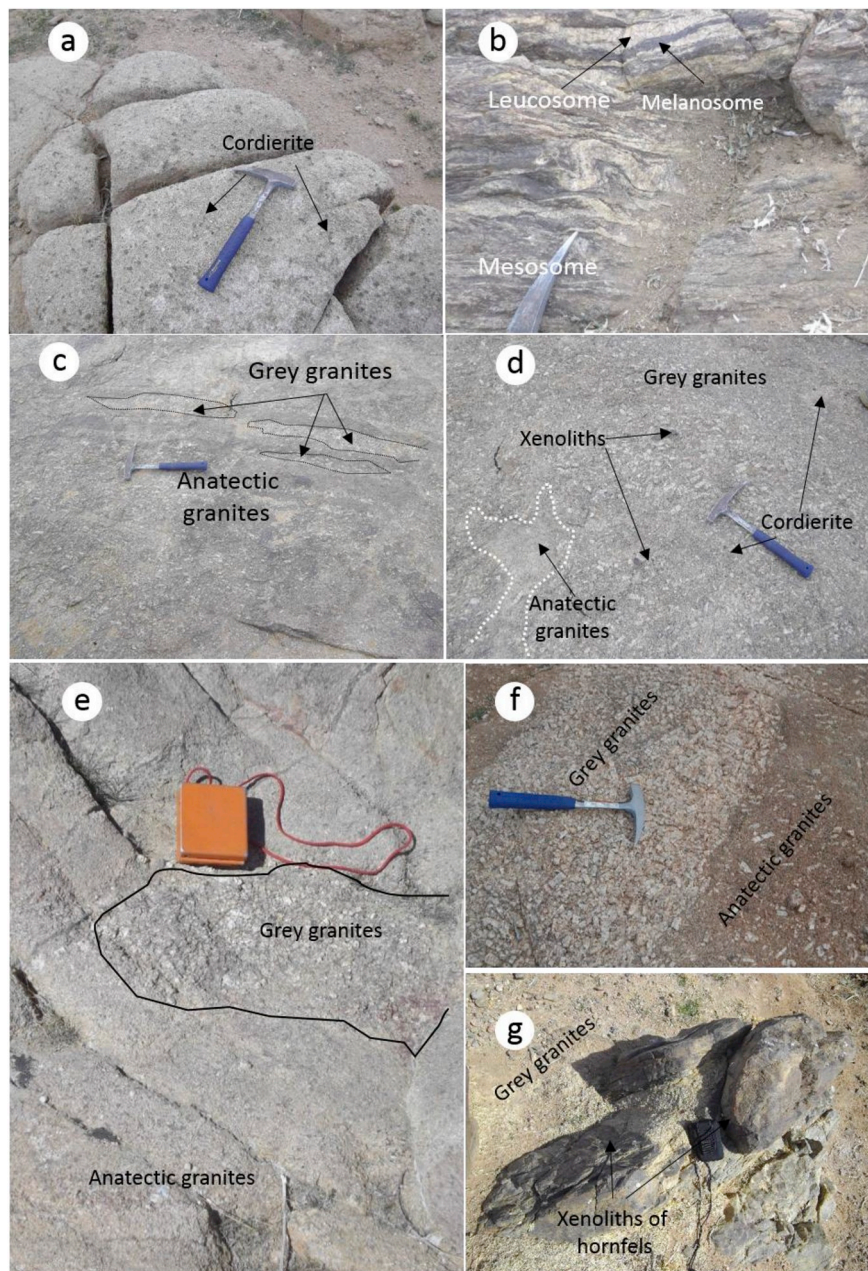 a
Cordierite
b
Leucosome
Melanosome
Mesosome
c
Grey granites
Anatectic
granites
d
Grey granites
Xenoliths
Cordierite
Anatectic
granites
e
Grey granites
Anatectic granites
f
Grey granites
Anatectic granites
g
Grey granites
Xenoliths of
hornfels